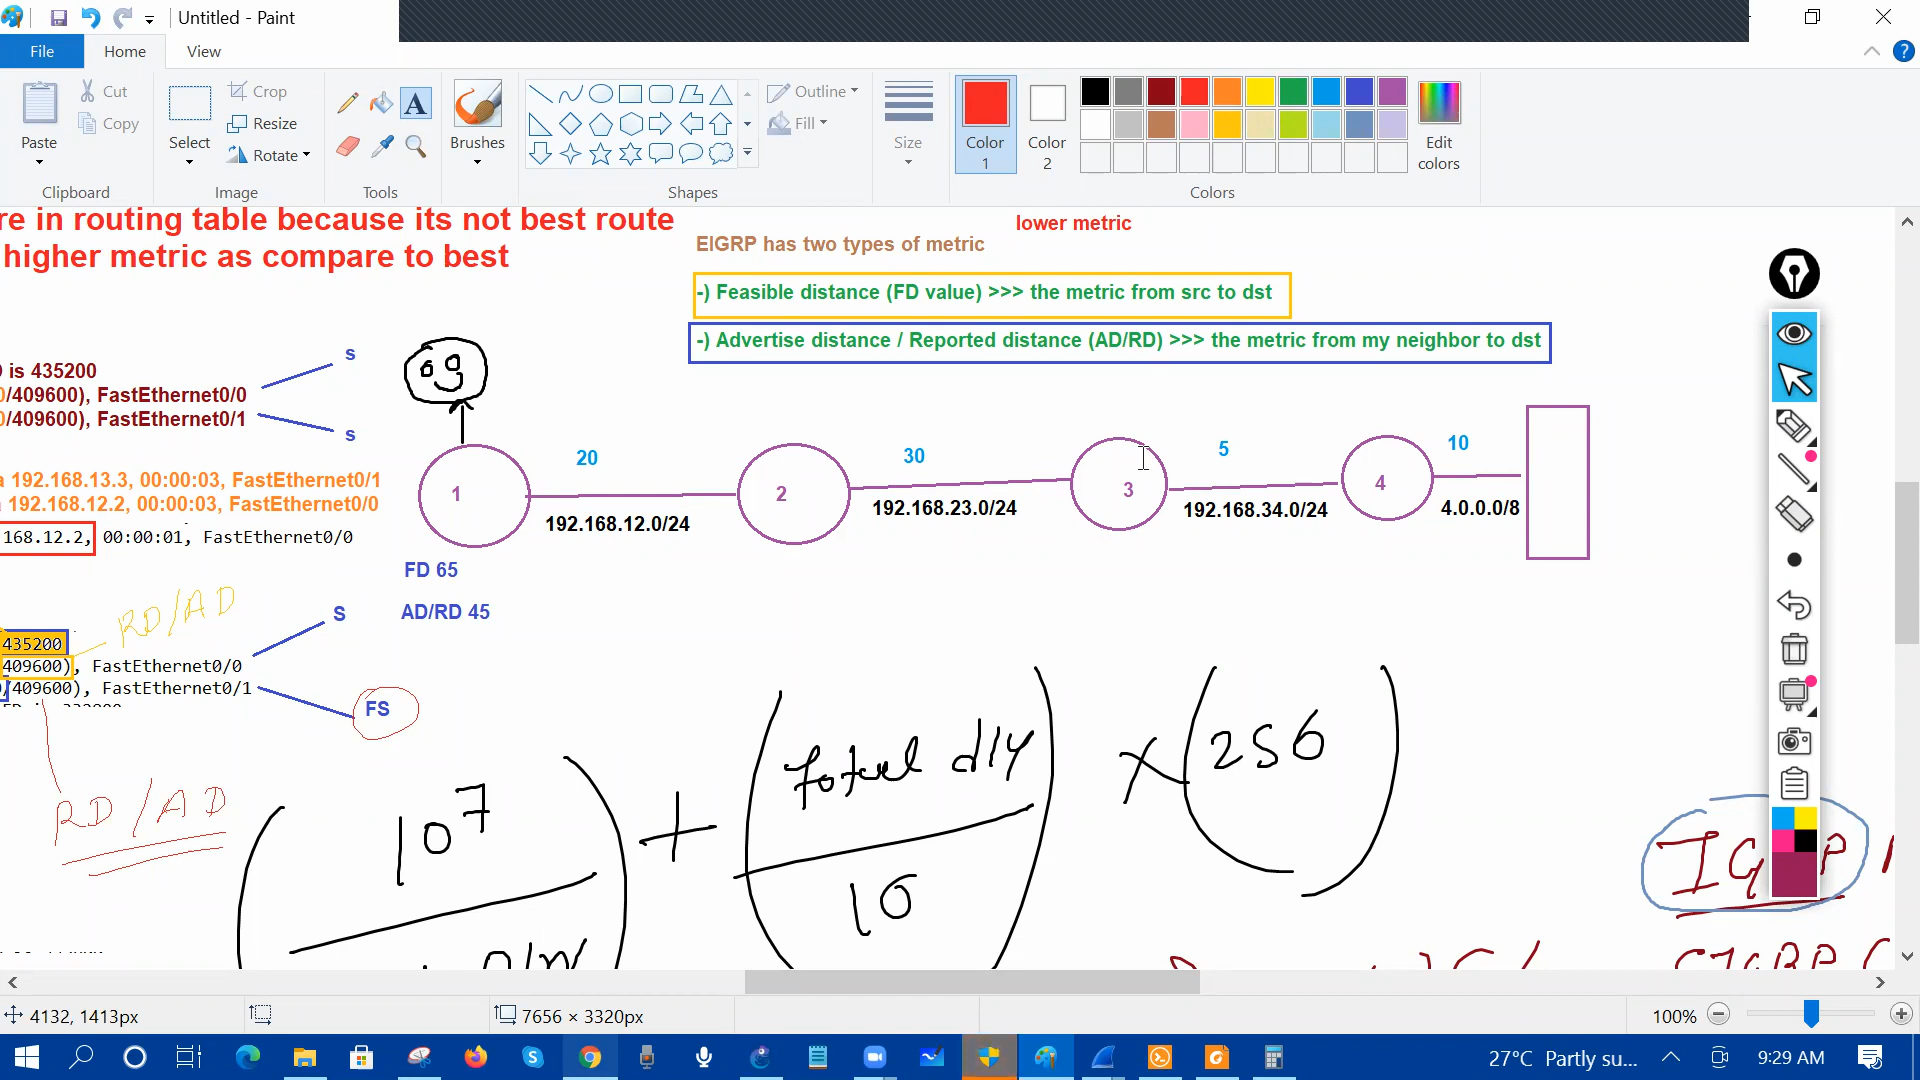 Untitled - Paint
File
Home
View
Paste
Cut
Copy
Clipboard
Select
Crop
Resize
Rotate
Image
A
Tools
Brushes
Shapes
Outline
Fill
Size
Color 1
Color 2
Edit colors
Colors
?
re in routing table because its not best route
higher metric as compare to best
lower metric
EIGRP has two types of metric
-) Feasible distance (FD value) >>> the metric from src to dst
-) Advertise distance / Reported distance (AD/RD) >>> the metric from my neighbor to dst
is 435200
/409600), FastEthernet0/0
/409600), FastEthernet0/1
s
s
a 192.168.13.3, 00:00:03, FastEthernet0/1
a 192.168.12.2, 00:00:03, FastEthernet0/0
168.12.2, 00:00:01, FastEthernet0/0
1
20
192.168.12.0/24
2
30
192.168.23.0/24
3
5
192.168.34.0/24
4
10
4.0.0.0/8
FD 65
AD/RD 45
RD/AD
435200
409600), FastEthernet0/0
/409600), FastEthernet0/1
S
FS
RD/AD
10 7
+
total dly
10
X
256
IGRP
EIGRP
4132, 1413px
7656 × 3320px
100%
27°C Partly su...
9:29 AM